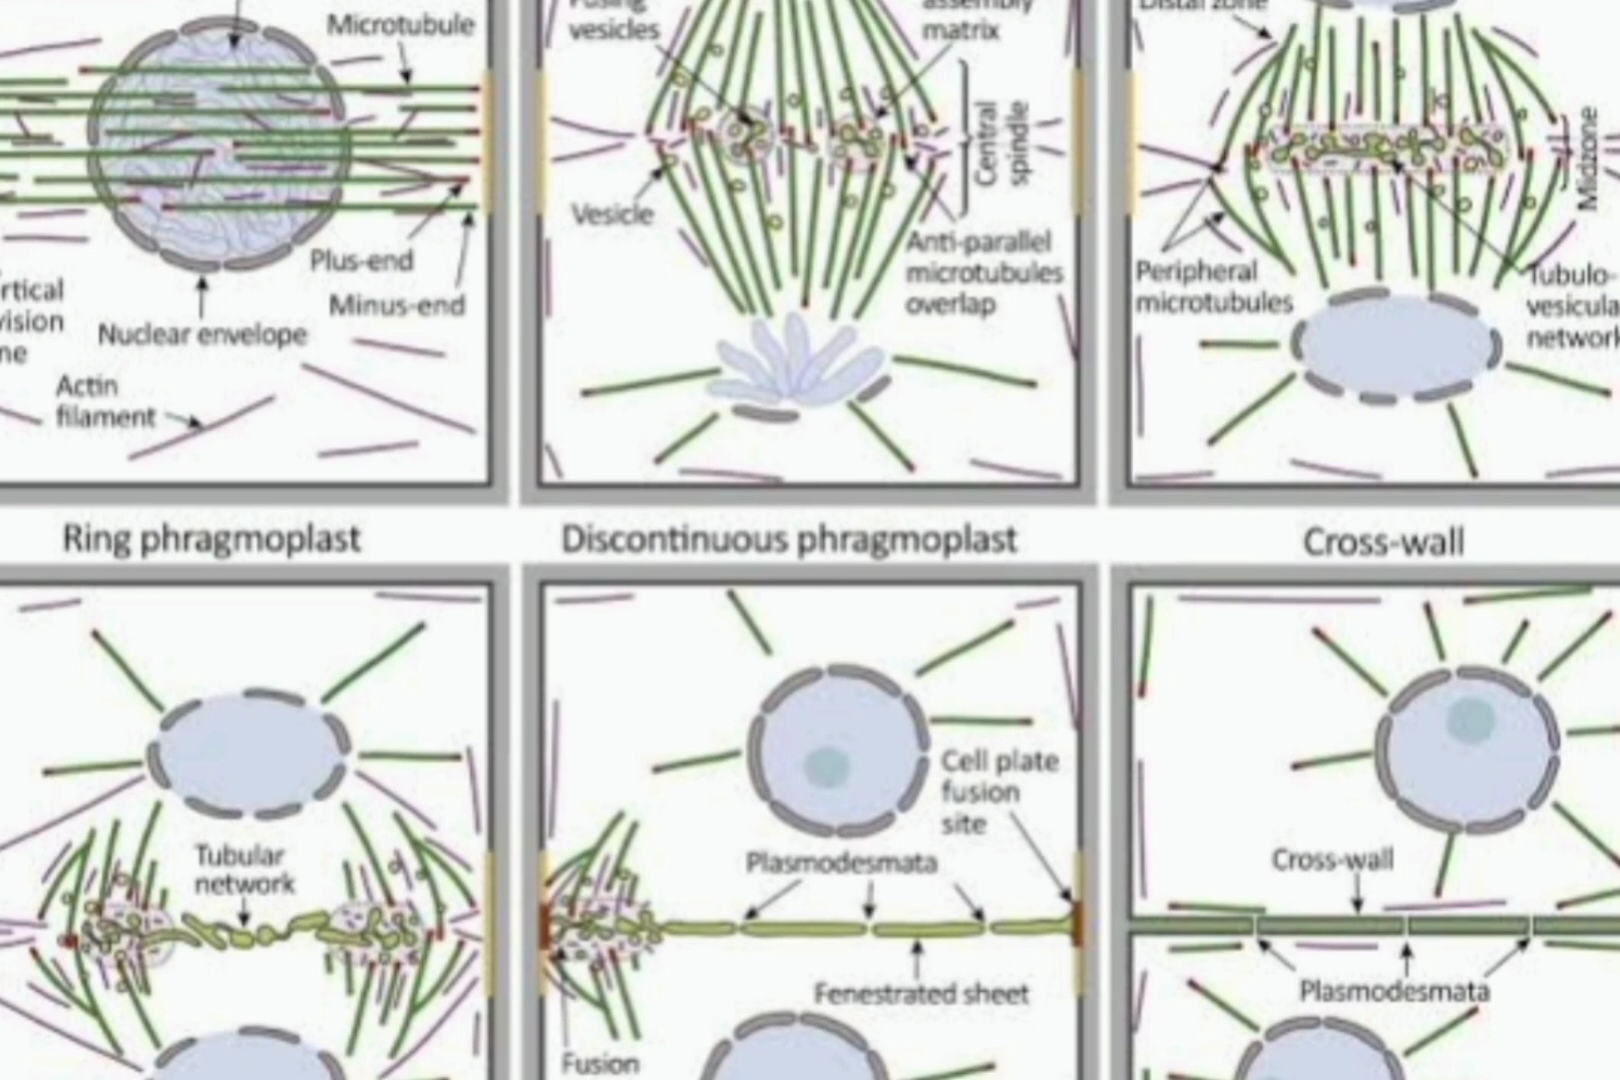 Microtubule
Plus-end
Minus-end
Nuclear envelope
Actin
filament
vesicles
matrix
Central
spindle
Vesicle
Anti-parallel
microtubules
overlap
Distal zone
Midzone
Peripheral
microtubules
Tubulo-
Ring phragmoplast
Discontinuous phragmoplast
Cross-wall
Tubular
network
Cell plate
fusion
site
Plasmodesmata
Fenestrated sheet
Fusion
Cross-wall
Plasmodesmata